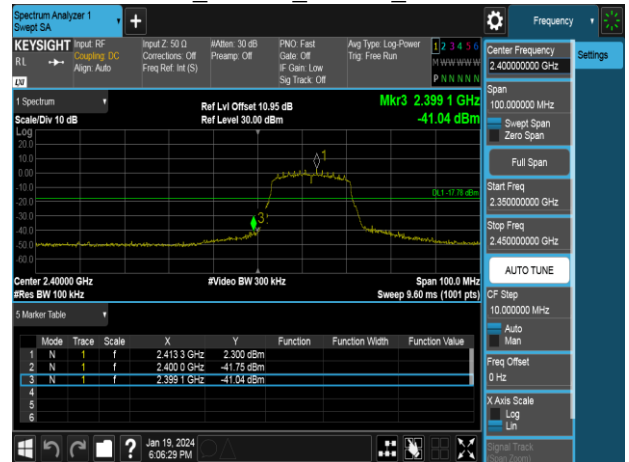 Spectrum Analyzer 1
Swept SA
Frequency
KEYSIGHT
RL
LXI
Input: RF
Coupling: DC
Align: Auto
Input Z: 50 Ω
Corrections: Off
Freq Ref: Int (S)
#Atten: 30 dB
Preamp: Off
PNO: Fast
Gate: Off
IF Gain: Low
Sig Track: Off
Avg Type: Log-Power
Trig: Free Run
1 2 3 4 5 6
M W W W W W
P N N N N N
1 Spectrum
Scale/Div 10 dB
Ref Lvl Offset 10.95 dB
Ref Level 30.00 dBm
Mkr3 2.399 1 GHz
-41.04 dBm
Log
20.0
10.0
0.00
-10.0
-20.0
-30.0
-40.0
-50.0
-60.0
1
3
DL1 -17.78 dBm
Center 2.40000 GHz
#Res BW 100 kHz
#Video BW 300 kHz
Span 100.0 MHz
Sweep 9.60 ms (1001 pts)
5 Marker Table
Mode Trace Scale X Y Function Function Width Function Value
1 N 1 f 2.413 3 GHz 2.300 dBm
2 N 1 f 2.400 0 GHz -41.75 dBm
3 N 1 f 2.399 1 GHz -41.04 dBm
4
5
6
?
Jan 19, 2024
6:06:29 PM
Center Frequency
2.400000000 GHz
Settings
Span
100.000000 MHz
Swept Span
Zero Span
Full Span
Start Freq
2.350000000 GHz
Stop Freq
2.450000000 GHz
AUTO TUNE
CF Step
10.000000 MHz
Auto
Man
Freq Offset
0 Hz
X Axis Scale
Log
Lin
Signal Track
(Span Zoom)